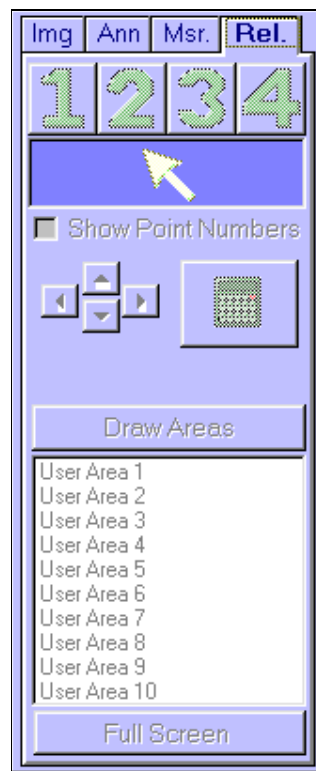 Img Ann Msr. Rel.
1 2 3 4
Show Point Numbers
Draw Areas
User Area 1
User Area 2
User Area 3
User Area 4
User Area 5
User Area 6
User Area 7
User Area 8
User Area 9
User Area 10
Full Screen